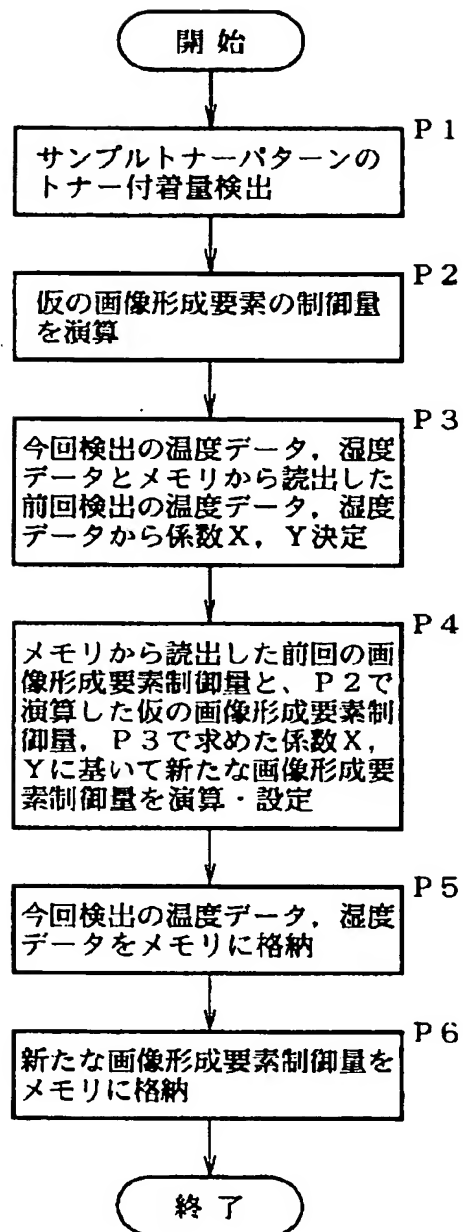 開始
P1
サンプルトナーパターンの
トナー付着量検出
P2
仮の画像形成要素の制御量
を演算
P3
今回検出の温度データ,湿度
データとメモリから読出した
前回検出の温度データ,湿度
データから係数X,Y決定
P4
メモリから読出した前回の画
像形成要素制御量と、P2で
演算した仮の画像形成要素制
御量,P3で求めた係数X,
Yに基いて新たな画像形成要
素制御量を演算・設定
P5
今回検出の温度データ,湿度
データをメモリに格納
P6
新たな画像形成要素制御量を
メモリに格納
終了